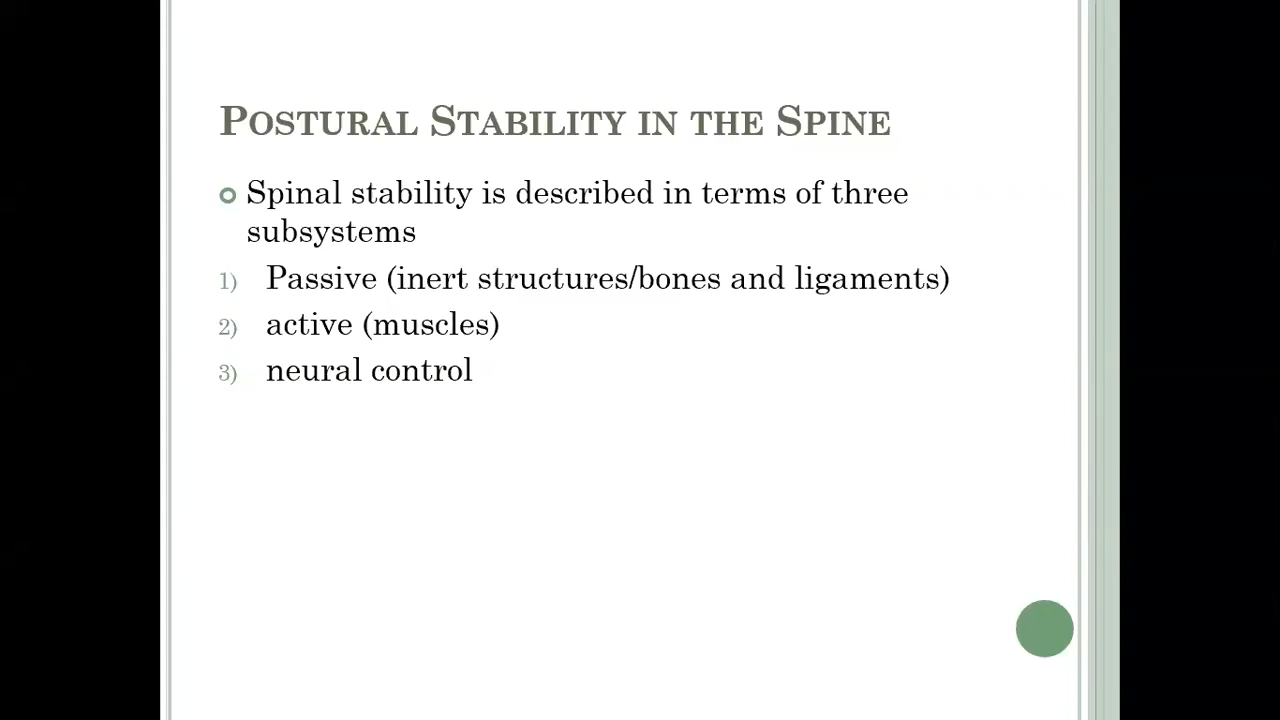 Postural Stability in the Spine
Spinal stability is described in terms of three
subsystems
1) Passive (inert structures/bones and ligaments)
2) active (muscles)
3) neural control